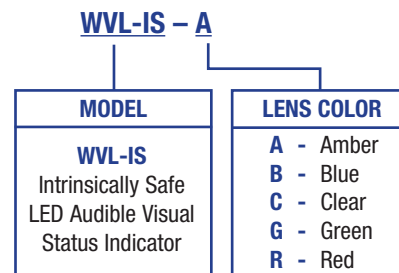 WVL-IS – A
MODEL
WVL-IS
Intrinsically Safe
LED Audible Visual
Status Indicator
LENS COLOR
A - Amber
B - Blue
C - Clear
G - Green
R - Red